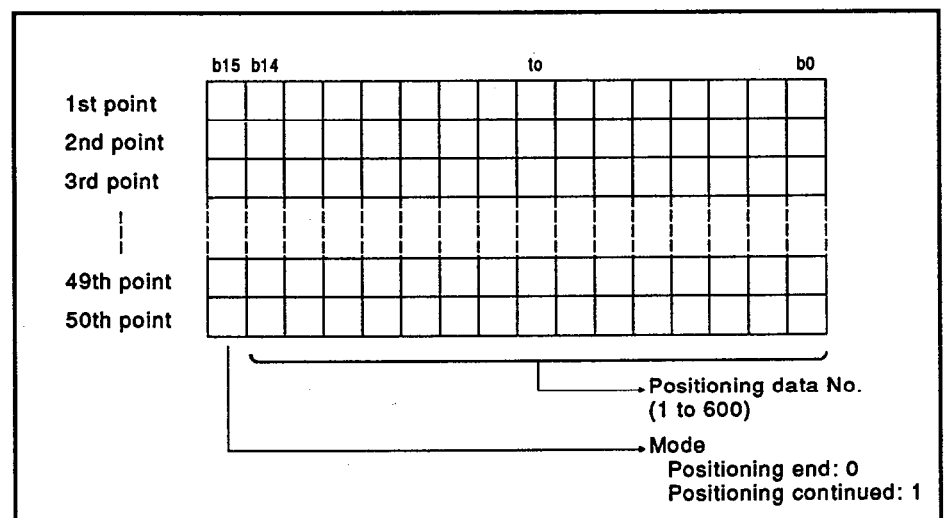 b15 b14 to b0
1st point
2nd point
3rd point
49th point
50th point
Positioning data No.
(1 to 600)
Mode
Positioning end: 0
Positioning continued: 1